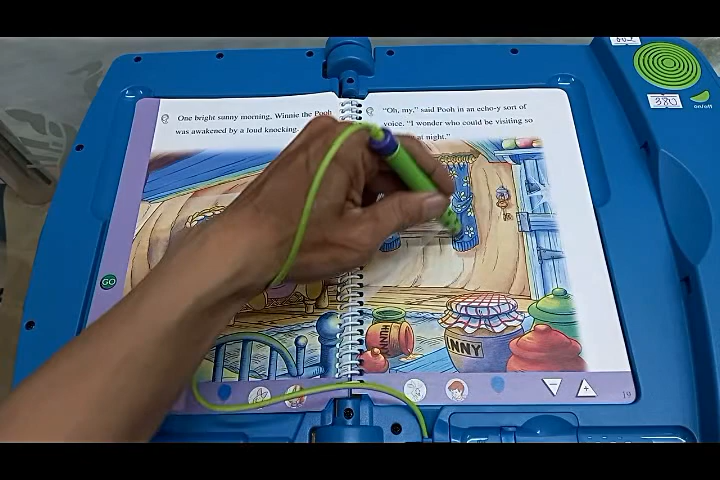 One bright sunny morning, Winnie the Pooh
was awakened by a loud knocking.
"Oh, my," said Pooh in an echo-y sort of
voice. "I wonder who could be visiting so
at night."
GO
HUNNY
NNY
on/off
380
19